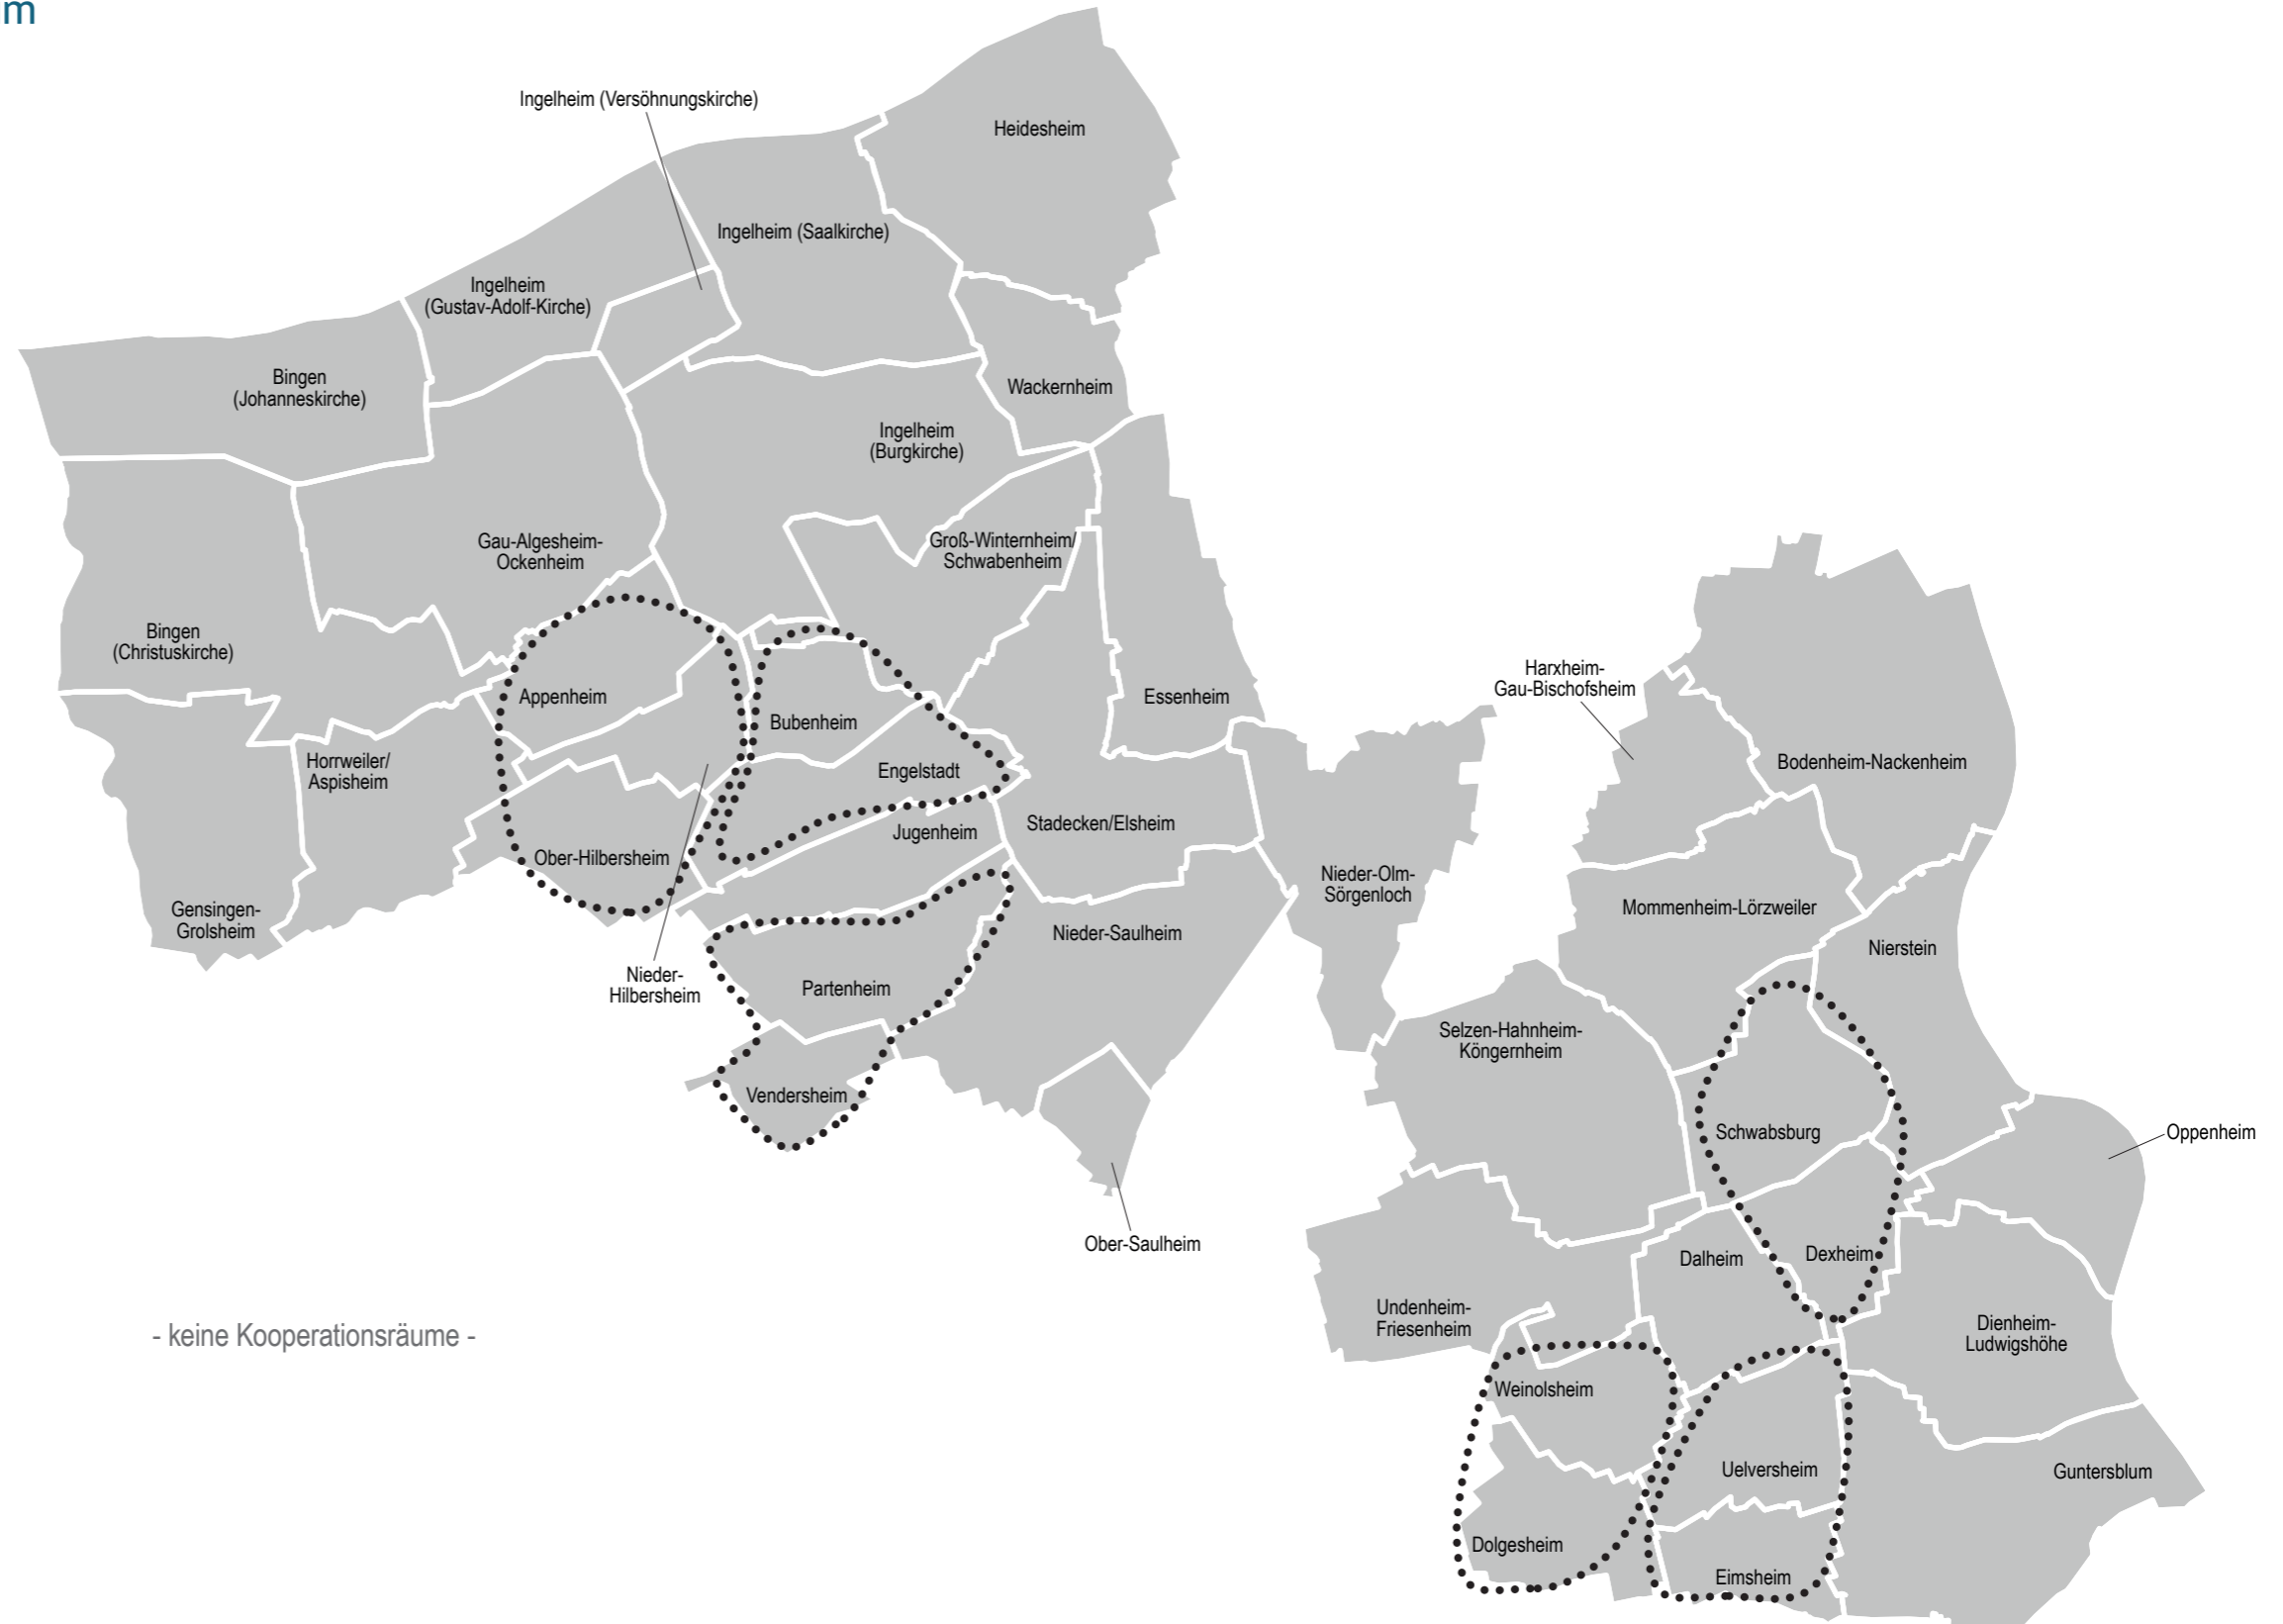 m
Ingelheim (Versöhnungskirche)
Heidesheim
Ingelheim (Saalkirche)
Ingelheim
(Gustav-Adolf-Kirche)
Bingen
(Johanneskirche)
Wackernheim
Ingelheim
(Burgkirche)
Gau-Algesheim-
Ockenheim
Groß-Winternheim/
Schwabenheim
Bingen
(Christuskirche)
Appenheim
Bubenheim
Essenheim
Harxheim-
Gau-Bischofsheim
Bodenheim-Nackenheim
Horrweiler/
Aspisheim
Engelstadt
Jugenheim
Stadecken/Elsheim
Ober-Hilbersheim
Nieder-Olm-
Sörgenloch
Mommenheim-Lörzweiler
Gensingen-
Grolsheim
Nieder-Saulheim
Nierstein
Nieder-
Hilbersheim
Partenheim
Selzen-Hahnheim-
Köngernheim
Vendersheim
Schwabsburg
Oppenheim
Ober-Saulheim
Dalheim
Dexheim
Undenheim-
Friesenheim
Dienheim-
Ludwigshöhe
- keine Kooperationsräume -
Weinolsheim
Uelversheim
Guntersblum
Dolgesheim
Eimsheim